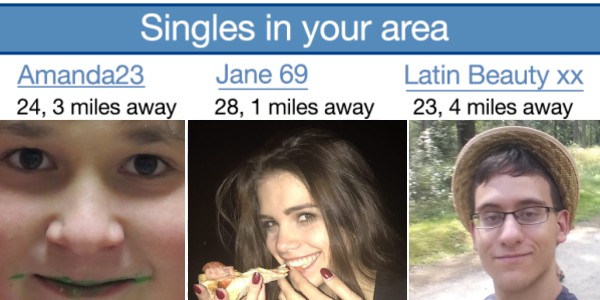 Singles in your area
Amanda23 Jane 69 Latin Beauty xx
24, 3 miles away 28, 1 miles away 23, 4 miles away